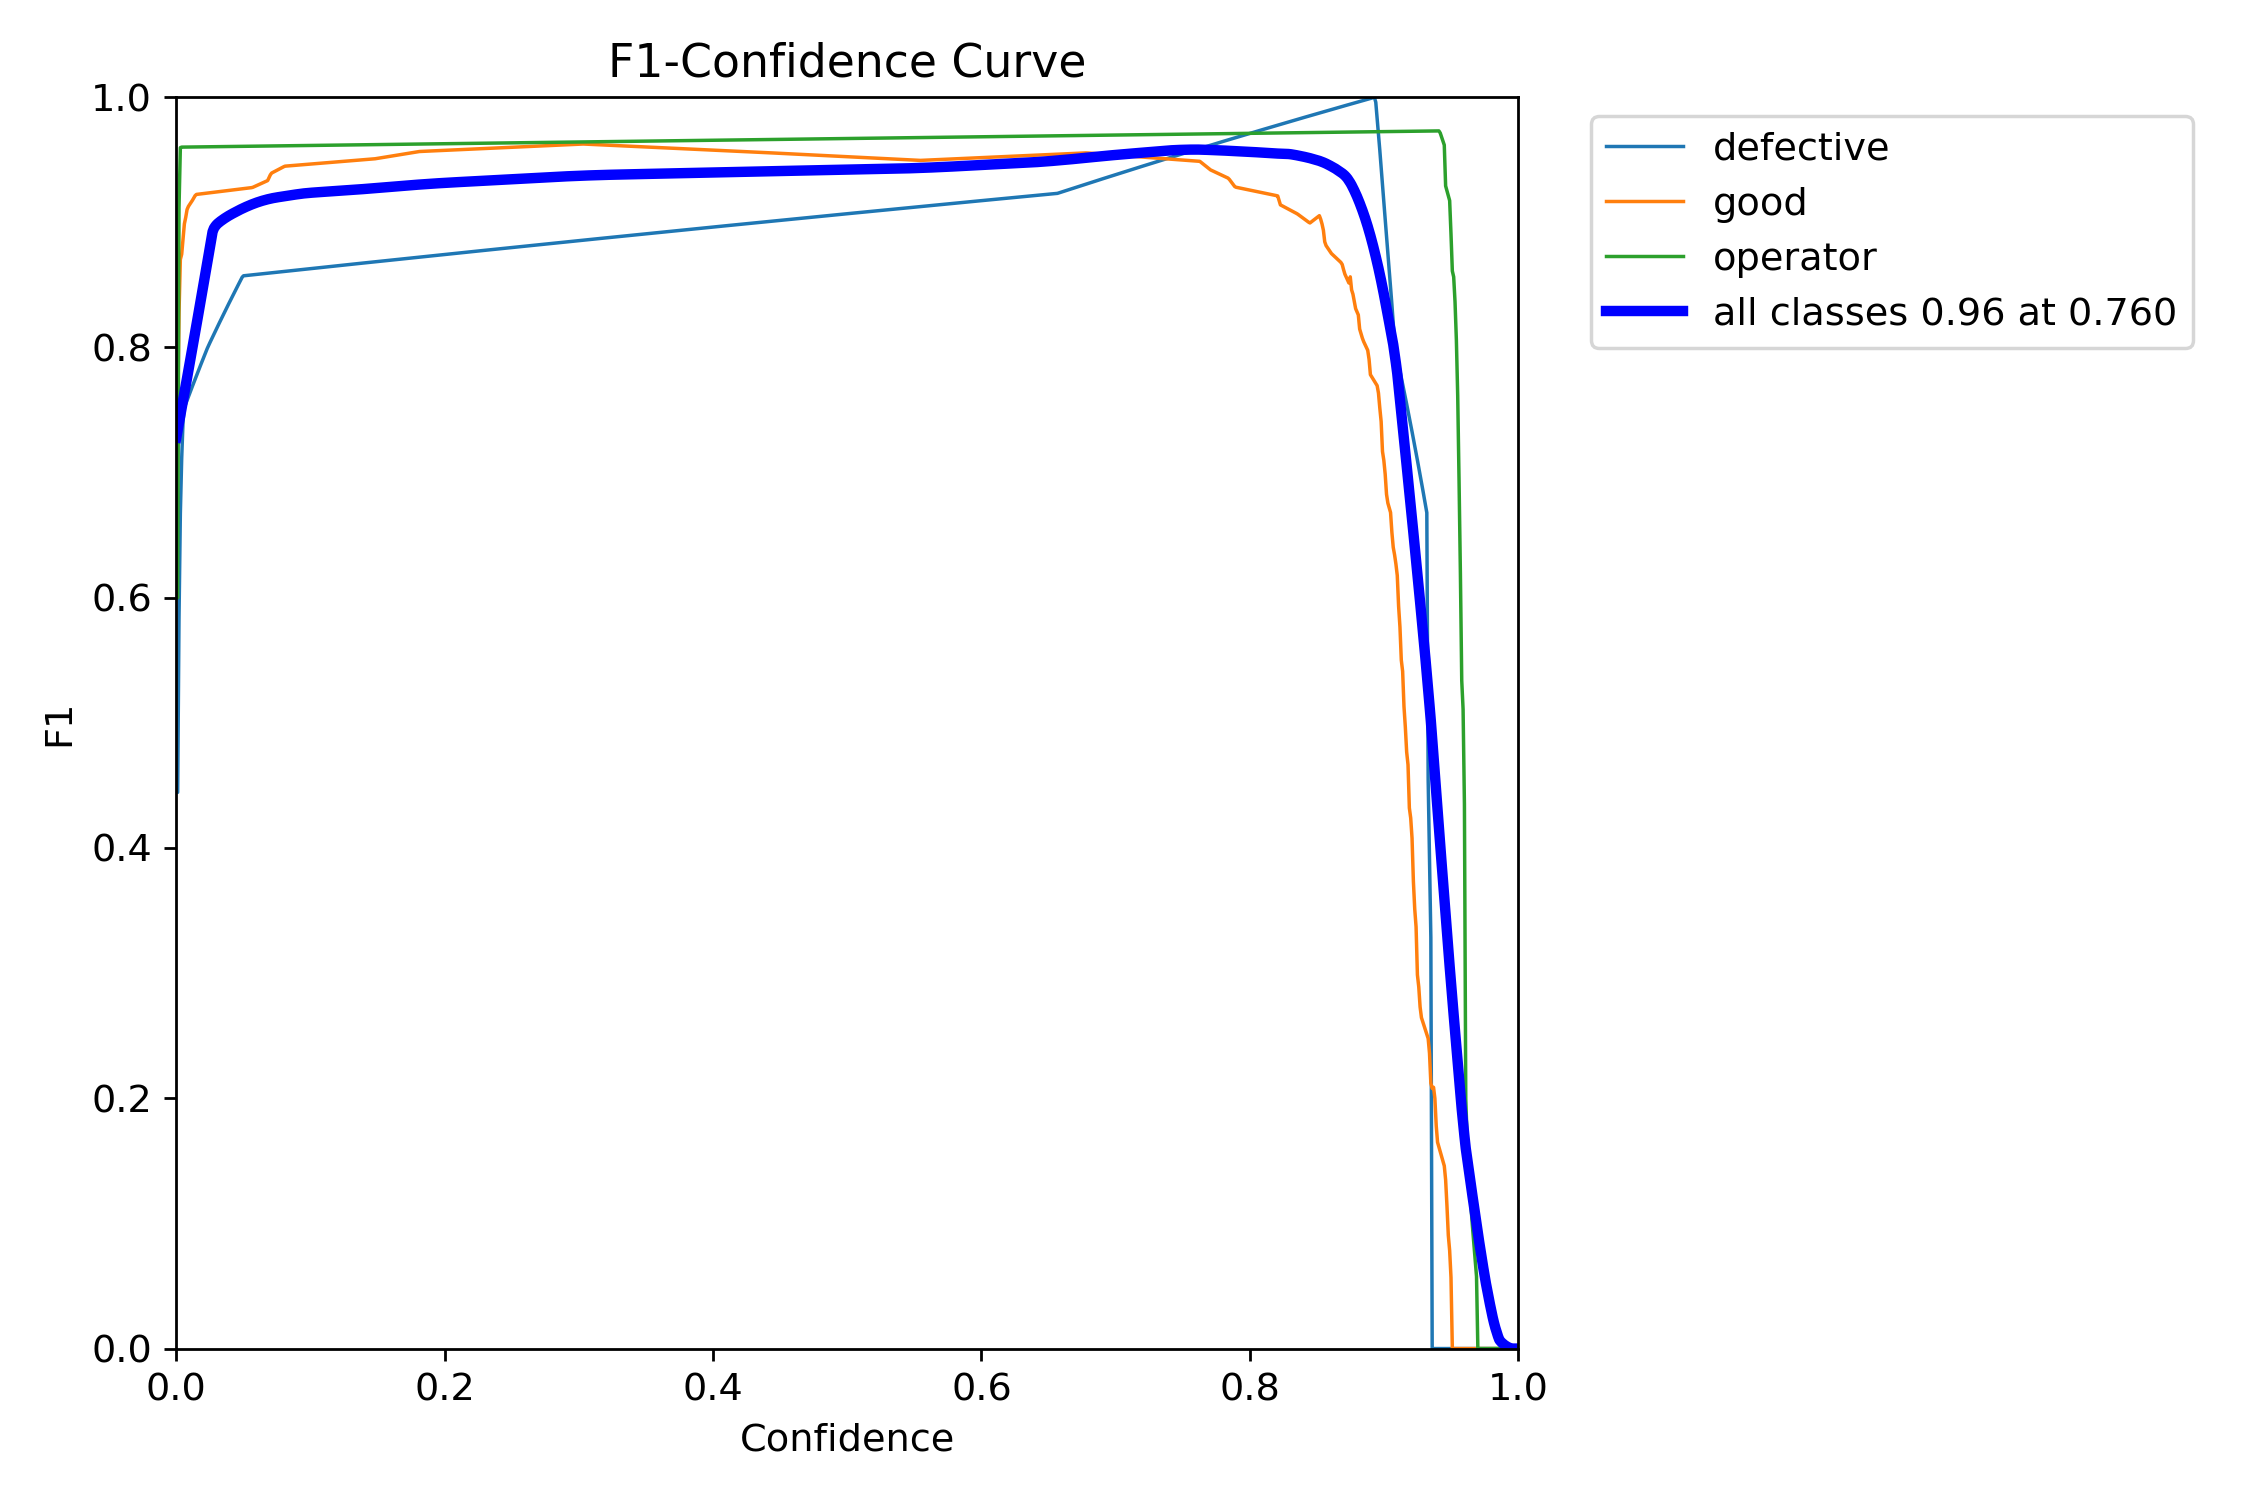 F1-Confidence Curve
1.0
0.8
0.6
0.4
0.2
0.0
F1
0.0 0.2 0.4 0.6 0.8 1.0
Confidence
defective
good
operator
all classes 0.96 at 0.760